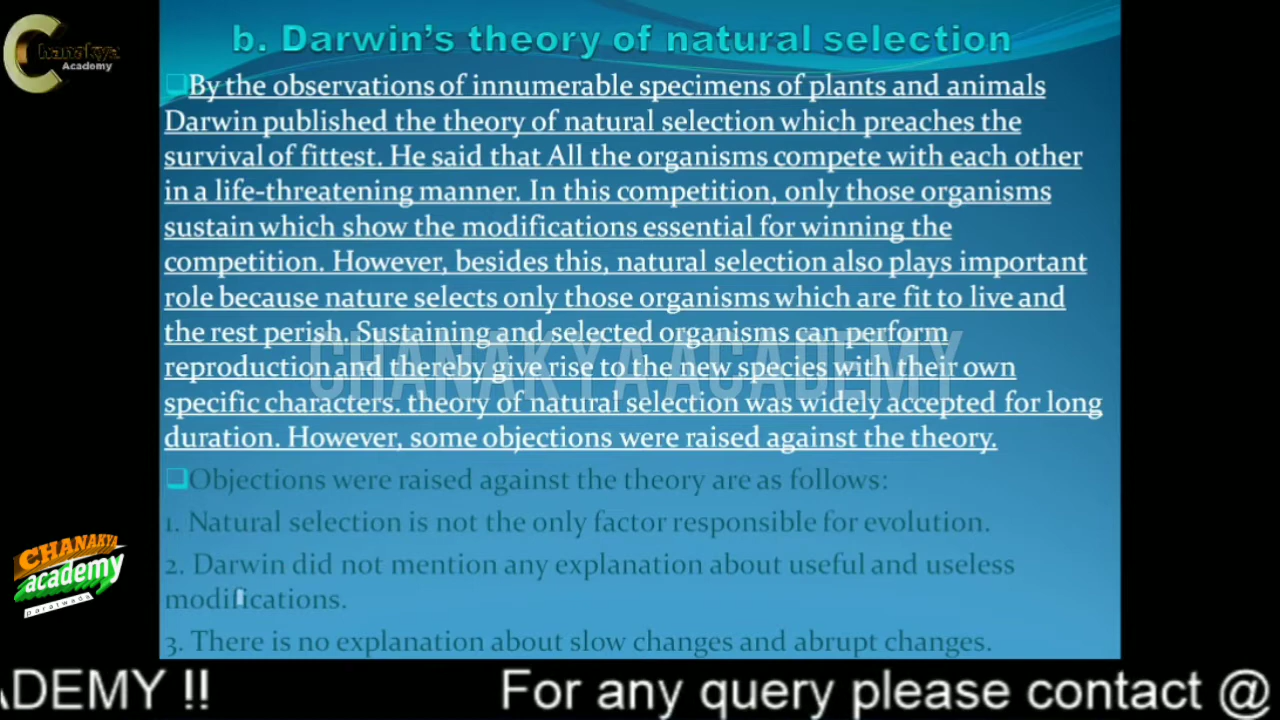 Chanakya
Academy
b. Darwin's theory of natural selection
By the observations of innumerable specimens of plants and animals
Darwin published the theory of natural selection which preaches the
survival of fittest. He said that All the organisms compete with each other
in a life-threatening manner. In this competition, only those organisms
sustain which show the modifications essential for winning the
competition. However, besides this, natural selection also plays important
role because nature selects only those organisms which are fit to live and
the rest perish. Sustaining and selected organisms can perform
reproduction and thereby give rise to the new species with their own
specific characters. theory of natural selection was widely accepted for long
duration. However, some objections were raised against the theory.
CHANAKYA ACADEMY
Objections were raised against the theory are as follows:
1. Natural selection is not the only factor responsible for evolution.
2. Darwin did not mention any explanation about useful and useless
modifications.
3. There is no explanation about slow changes and abrupt changes.
CHANAKYA
academy
paratwada
ADEMY !! For any query please contact @